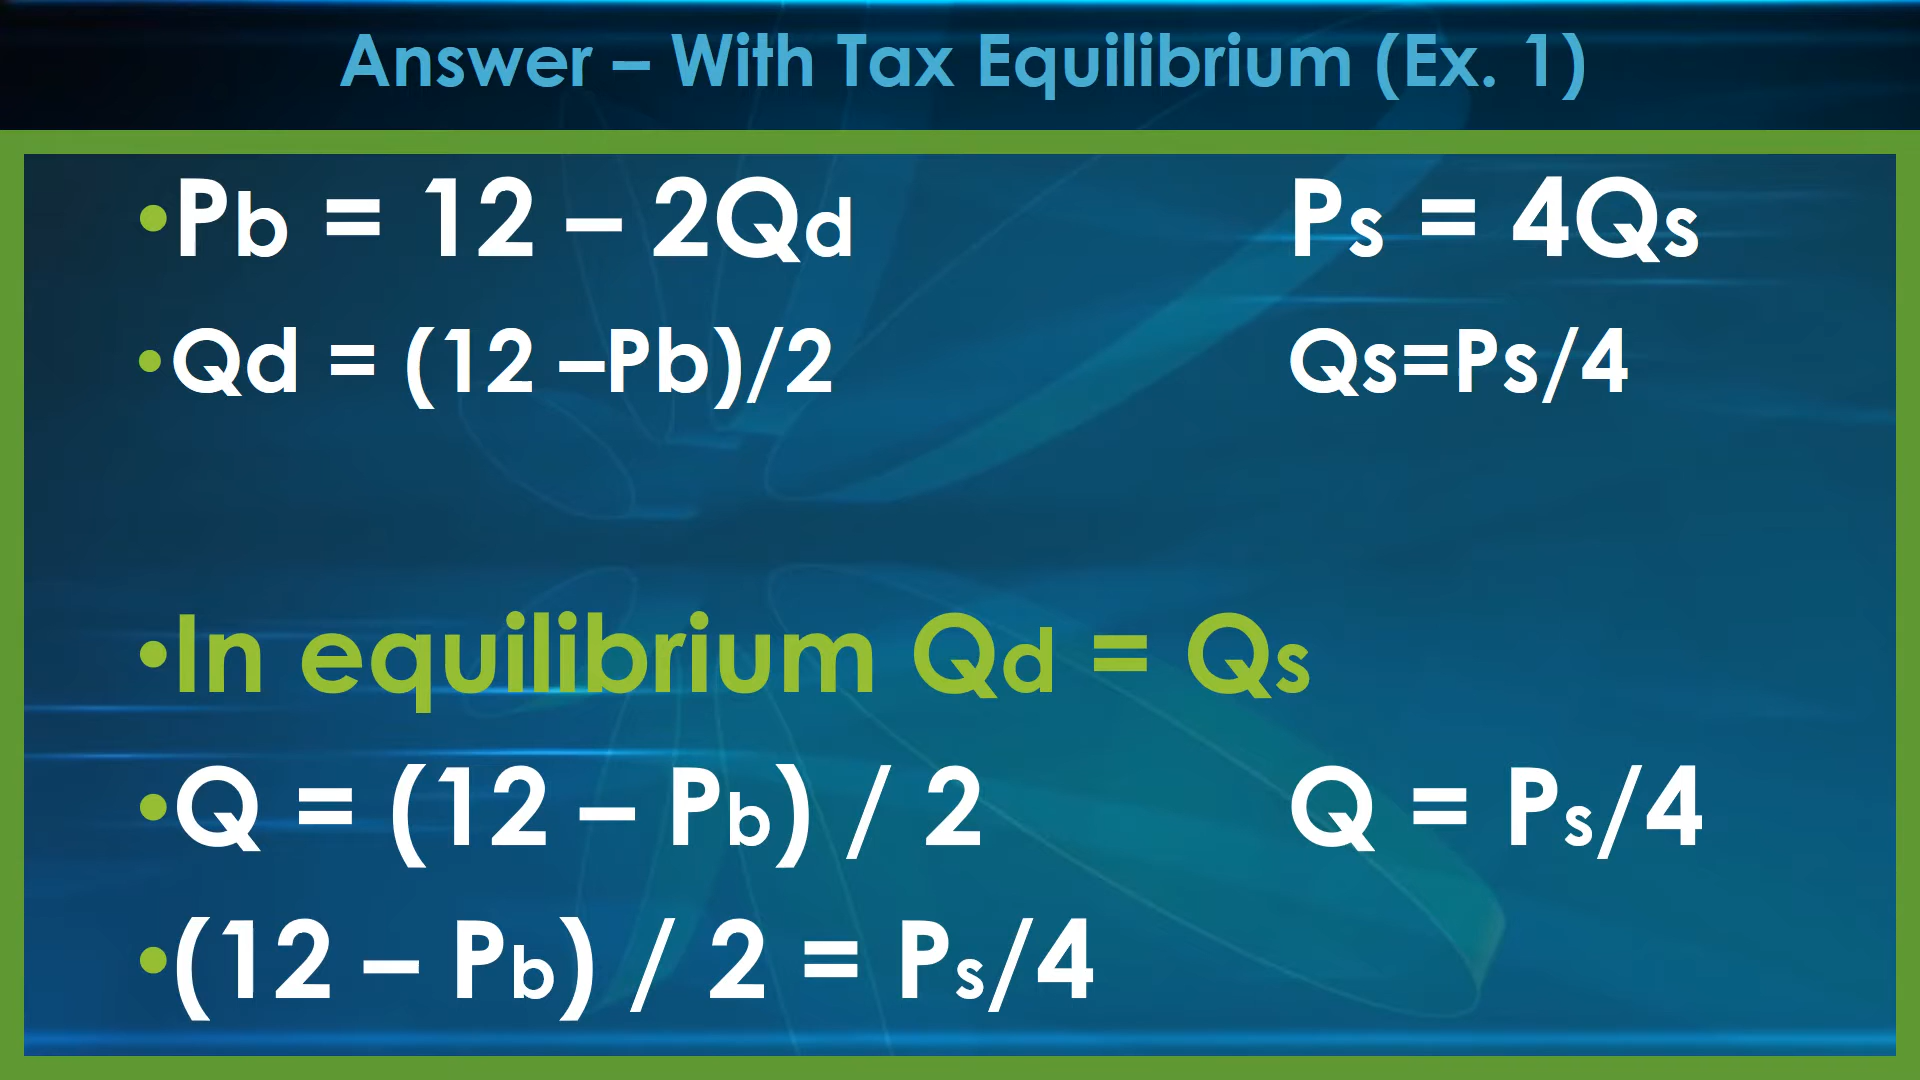 Answer – With Tax Equilibrium (Ex. 1)
•Pb = 12 – 2Qd Ps = 4Qs
•Qd = (12 –Pb)/2 Qs=Ps/4
•In equilibrium Qd = Qs
•Q = (12 – Pb) / 2 Q = Ps/4
•(12 – Pb) / 2 = Ps/4